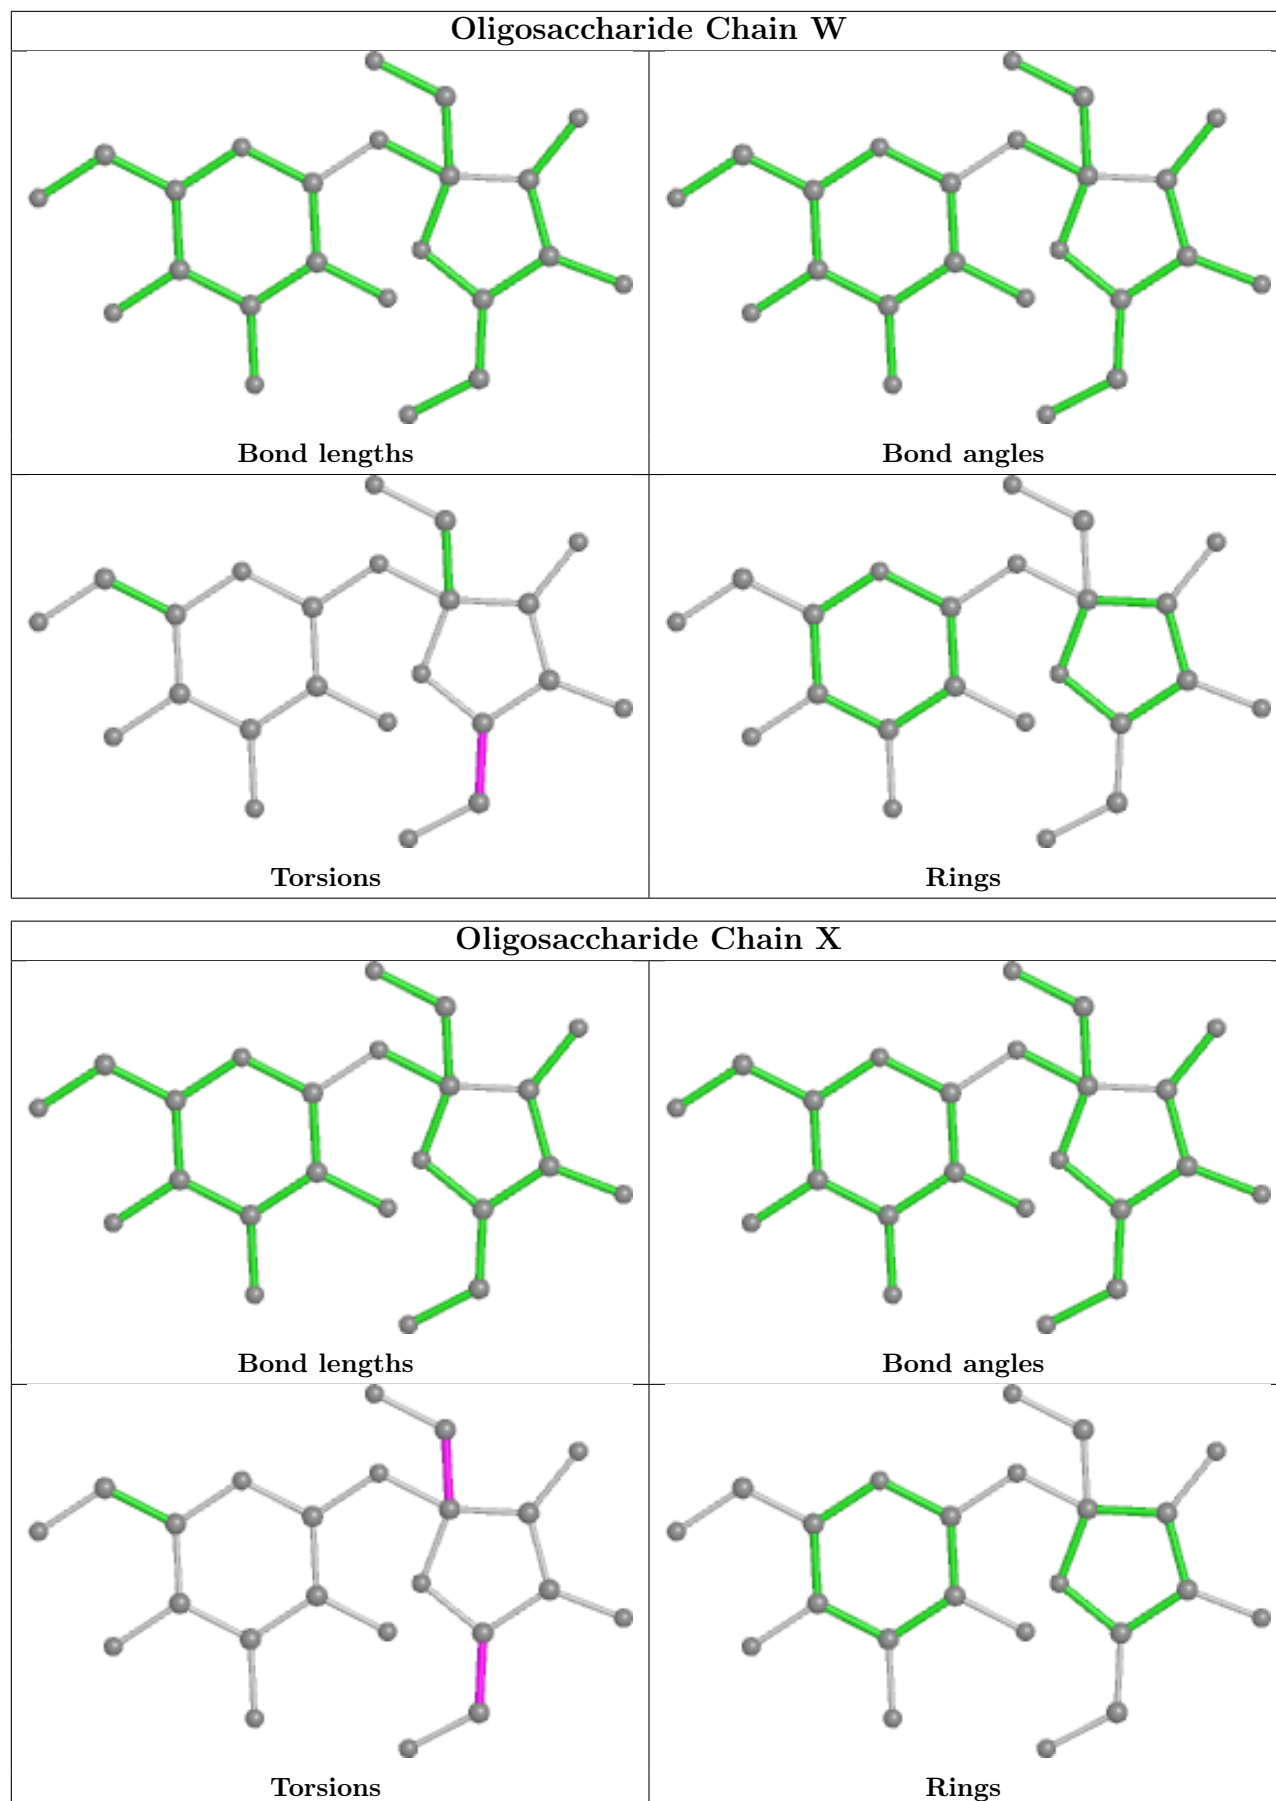 Oligosaccharide Chain W
Bond lengths
Bond angles
Torsions
Rings
Oligosaccharide Chain X
Bond lengths
Bond angles
Torsions
Rings